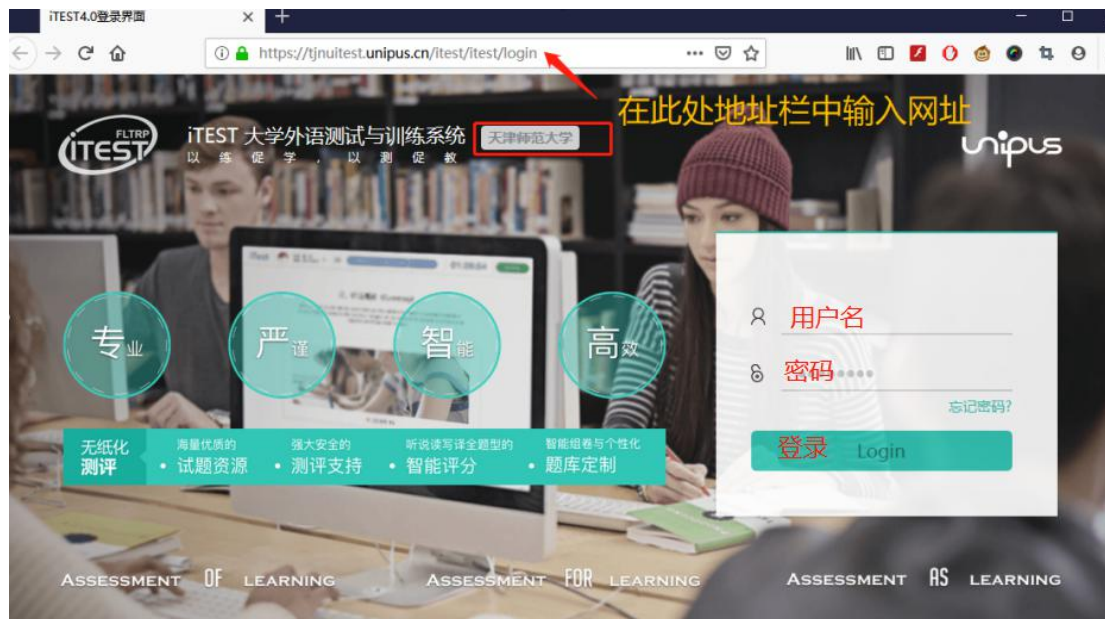 iTEST4.0登录界面
https://tjnuitest.unipus.cn/itest/itest/login
在此处地址栏中输入网址
FLTRP
iTEST
iTEST 大学外语测试与训练系统 天津师范大学
以练促学，以测促教
unipus
专业 严谨 智能 高效
用户名
密码
忘记密码?
登录 Login
无纸化
测评
海量优质的
• 试题资源
强大安全的
• 测评支持
听说读写译全题型的
• 智能评分
智能组卷与个性化
• 题库定制
ASSESSMENT OF LEARNING
ASSESSMENT FOR LEARNING
ASSESSMENT AS LEARNING